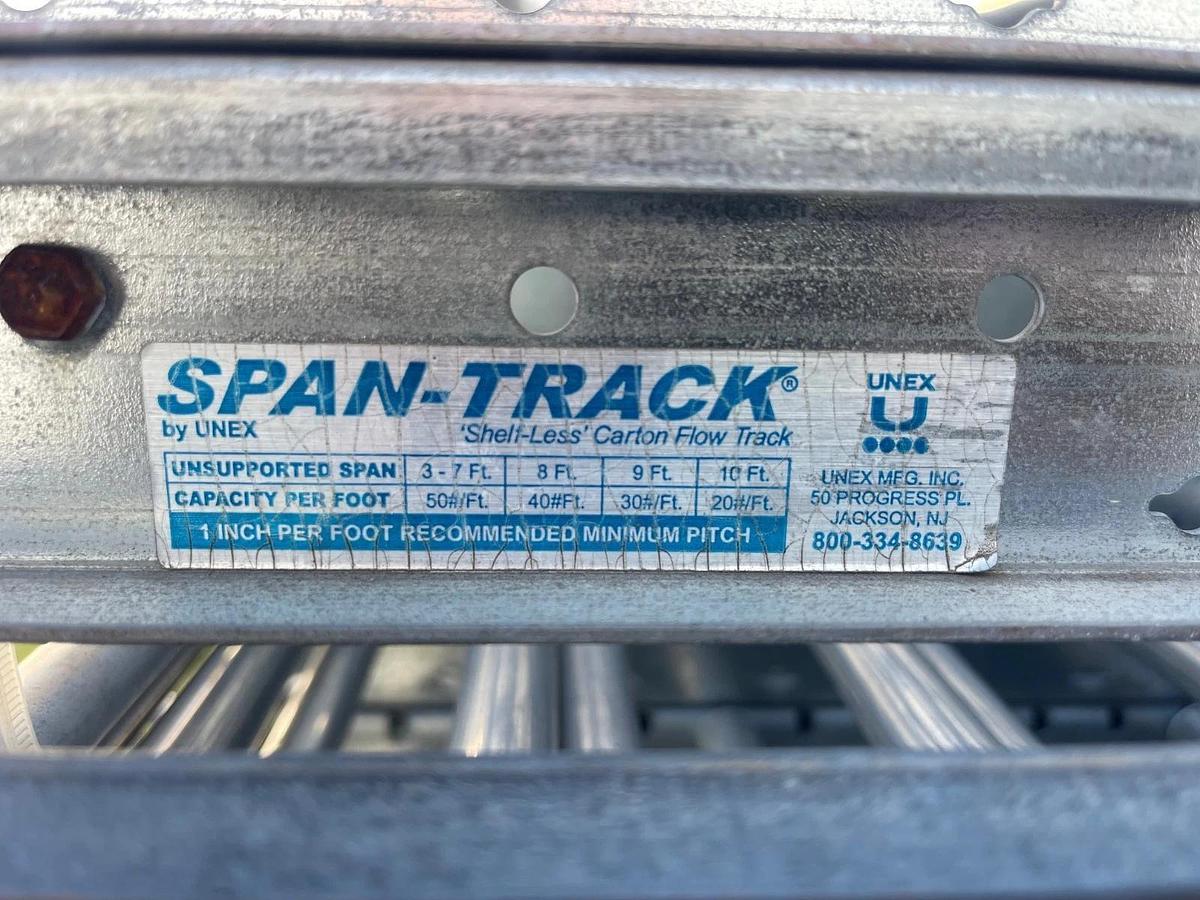 SPAN-TRACK®
by UNEX 'Shelf-Less' Carton Flow Track
UNSUPPORTED SPAN 3 - 7 Ft. 8 Ft. 9 Ft. 10 Ft.
CAPACITY PER FOOT 50#/Ft. 40#Ft. 30#/Ft. 20#/Ft.
1 INCH PER FOOT RECOMMENDED MINIMUM PITCH
UNEX
U
UNEX MFG. INC.
50 PROGRESS PL.
JACKSON, NJ
800-334-8639